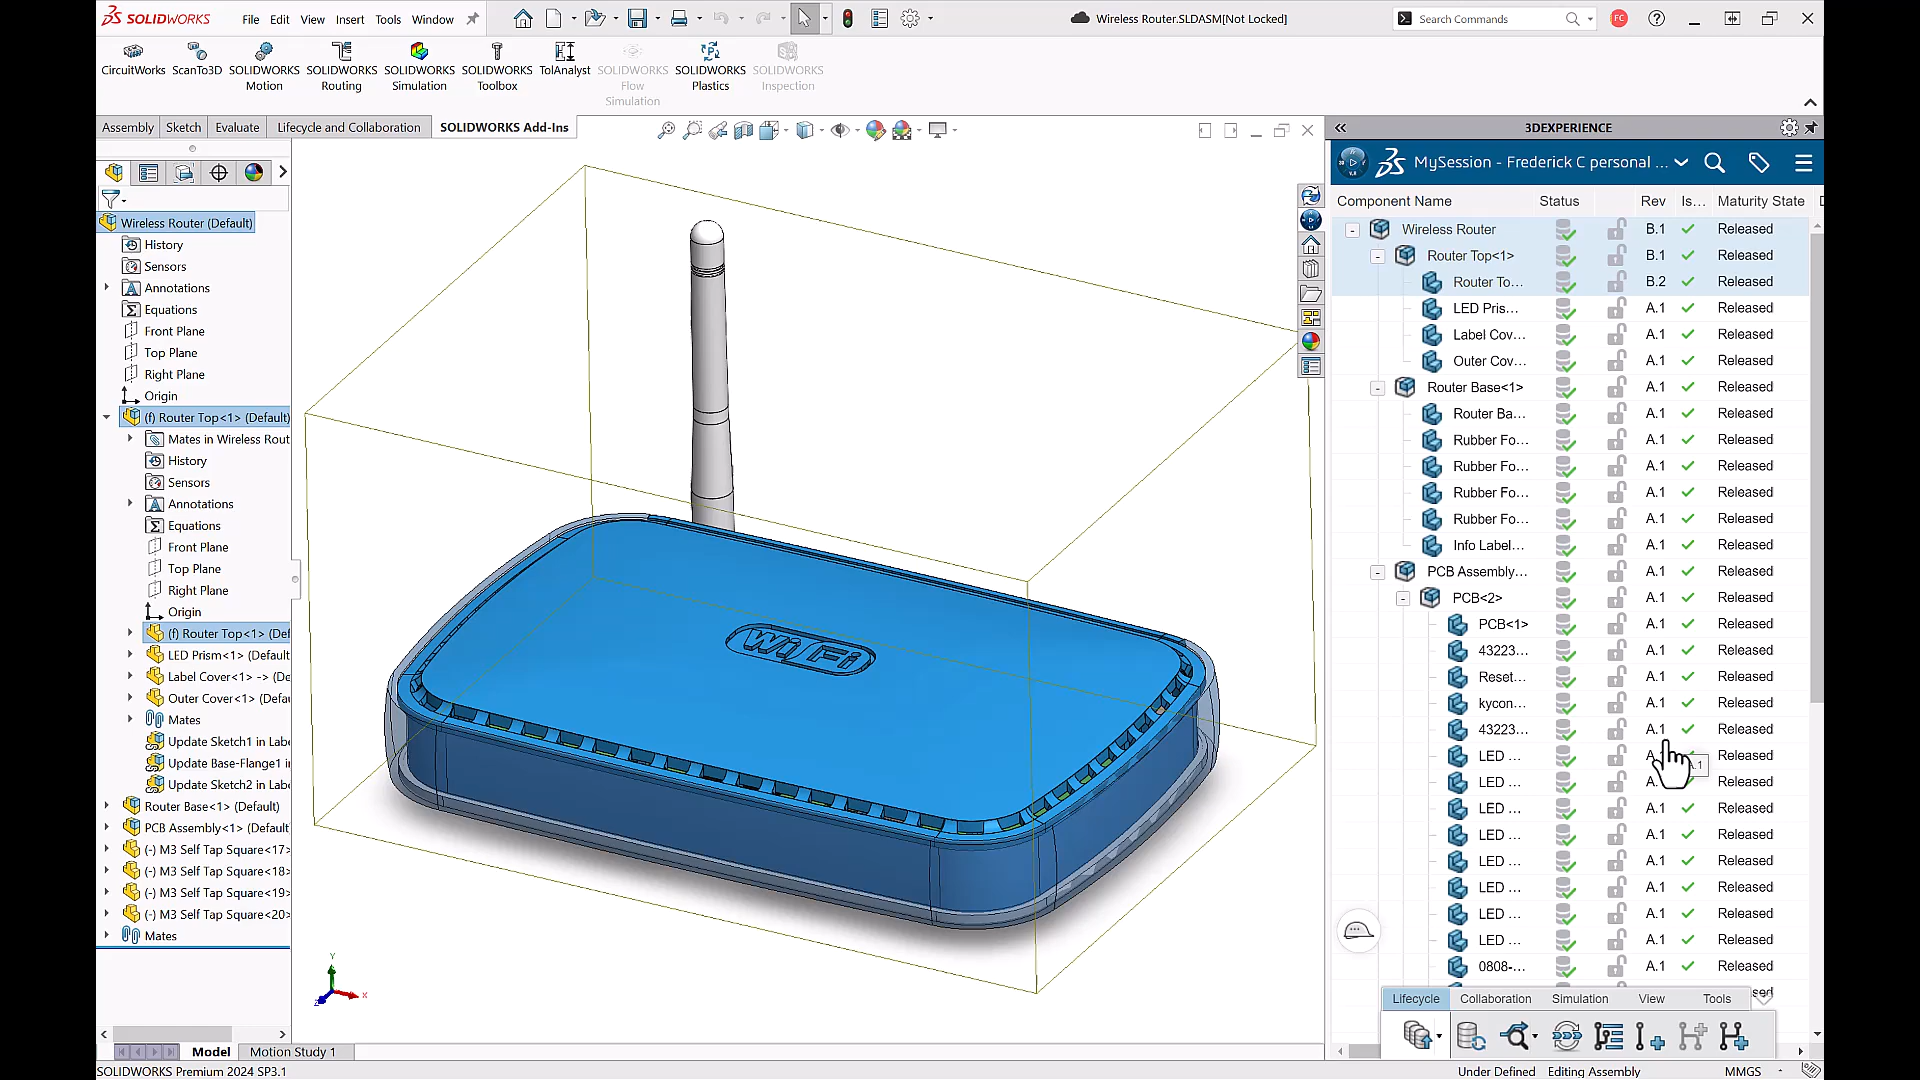 SOLIDWORKS File Edit View Insert Tools Window Wireless Router.SLDASM[Not Locked] Search Commands FC
CircuitWorks ScanTo3D SOLIDWORKS Motion SOLIDWORKS Routing SOLIDWORKS Simulation SOLIDWORKS Toolbox TolAnalyst SOLIDWORKS Flow Simulation SOLIDWORKS Plastics SOLIDWORKS Inspection
Assembly Sketch Evaluate Lifecycle and Collaboration SOLIDWORKS Add-Ins
Wireless Router (Default)
History
Sensors
Annotations
Equations
Front Plane
Top Plane
Right Plane
Origin
(f) Router Top<1> (Default)
Mates in Wireless Rout
History
Sensors
Annotations
Equations
Front Plane
Top Plane
Right Plane
Origin
(f) Router Top<1> (Def
LED Prism<1> (Default
Label Cover<1> -> (De
Outer Cover<1> (Defau
Mates
Update Sketch1 in Labe
Update Base-Flange1 in
Update Sketch2 in Labe
Router Base<1> (Default)
PCB Assembly<1> (Default
(-) M3 Self Tap Square<17>
(-) M3 Self Tap Square<18>
(-) M3 Self Tap Square<19>
(-) M3 Self Tap Square<20>
Mates
Wi Fi
Y
X
Z
Model Motion Study 1
3DEXPERIENCE
MySession - Frederick C personal ...
Component Name Status Rev Is... Maturity State
Wireless Router B.1 Released
Router Top<1> B.1 Released
Router To... B.2 Released
LED Pris... A.1 Released
Label Cov... A.1 Released
Outer Cov... A.1 Released
Router Base<1> A.1 Released
Router Ba... A.1 Released
Rubber Fo... A.1 Released
Rubber Fo... A.1 Released
Rubber Fo... A.1 Released
Rubber Fo... A.1 Released
Info Label... A.1 Released
PCB Assembly... A.1 Released
PCB<2> A.1 Released
PCB<1> A.1 Released
43223... A.1 Released
Reset... A.1 Released
kycon... A.1 Released
43223... A.1 Released
LED ... Released
LED ... Released
LED ... A.1 Released
LED ... A.1 Released
LED ... A.1 Released
LED ... A.1 Released
LED ... A.1 Released
LED ... A.1 Released
0808-... A.1 Released
Lifecycle Collaboration Simulation View Tools
SOLIDWORKS Premium 2024 SP3.1 Under Defined Editing Assembly MMGS